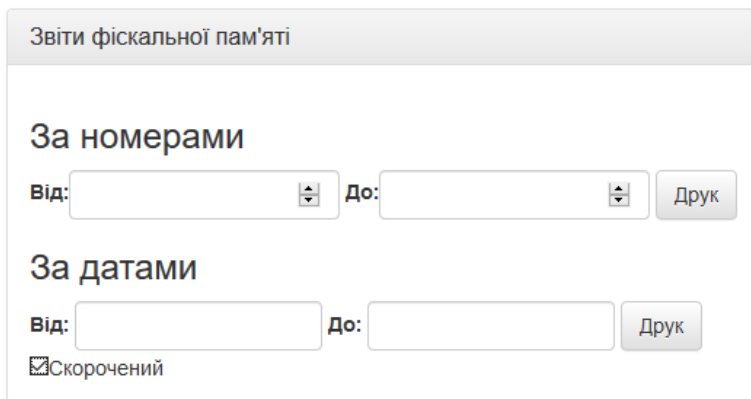 Звіти фіскальної пам'яті
За номерами
Від: До: Друк
За датами
Від: До: Друк
Скорочений